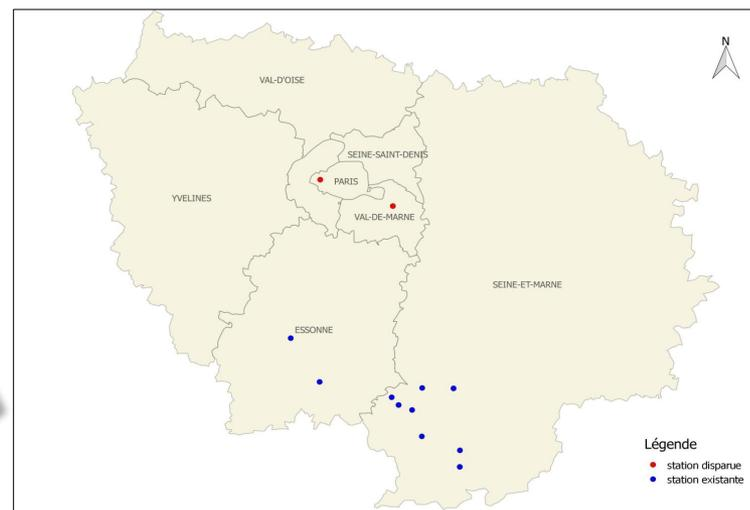 N
VAL-D'OISE
SEINE-SAINT-DENIS
PARIS
YVELINES
VAL-DE-MARNE
SEINE-ET-MARNE
ESSONNE
Légende
station disparue
station existante